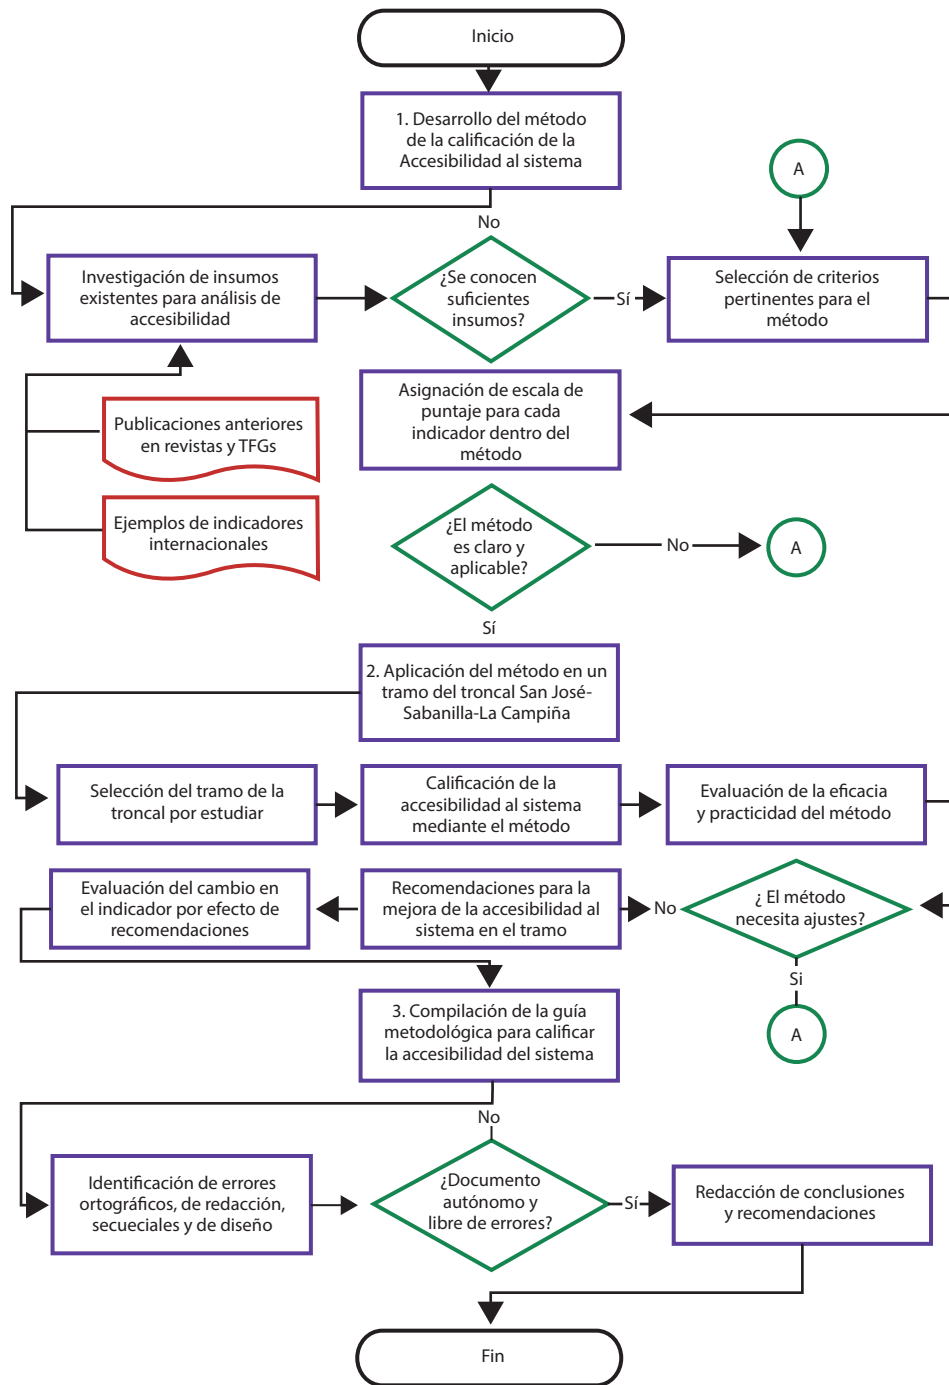 Inicio
1. Desarrollo del método
de la calificación de la
Accesibilidad al sistema
A
No
Investigación de insumos
existentes para análisis de
accesibilidad
¿Se conocen
suficientes
insumos?
Sí
Selección de criterios
pertinentes para el
método
Asignación de escala de
puntaje para cada
indicador dentro del
método
Publicaciones anteriores
en revistas y TFGs
Ejemplos de indicadores
internacionales
¿El método
es claro y
aplicable?
No
A
Sí
2. Aplicación del método en un
tramo del troncal San José-
Sabanilla-La Campiña
Selección del tramo de la
troncal por estudiar
Calificación de la
accesibilidad al sistema
mediante el método
Evaluación de la eficacia
y practicidad del método
Evaluación del cambio en
el indicador por efecto de
recomendaciones
Recomendaciones para la
mejora de la accesibilidad al
sistema en el tramo
No
¿ El método
necesita ajustes?
Si
A
3. Compilación de la guía
metodológica para calificar
la accesibilidad del sistema
No
Identificación de errores
ortográficos, de redacción,
secueciales y de diseño
¿Documento
autónomo y
libre de errores?
Sí
Redacción de conclusiones
y recomendaciones
Fin